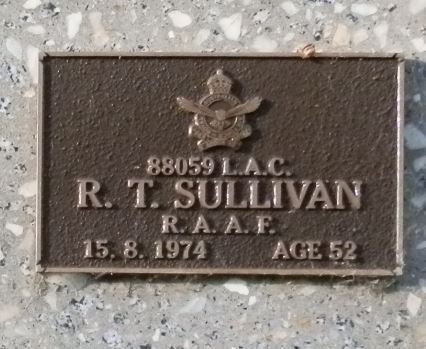 88059 L.A.C.
R. T. SULLIVAN
R. A. A. F.
15. 8. 1974 AGE 52